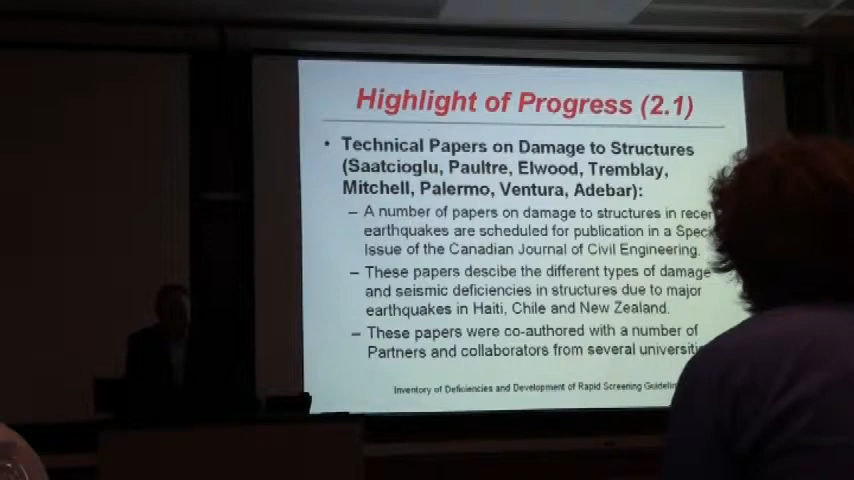 Highlight of Progress (2.1)
• Technical Papers on Damage to Structures
(Saatcioglu, Paultre, Elwood, Tremblay,
Mitchell, Palermo, Ventura, Adebar):
– A number of papers on damage to structures in
earthquakes are scheduled for publication in a
Issue of the Canadian Journal of Civil Engineering.
– These papers descibe the different types of damage
and seismic deficiencies in structures due to major
earthquakes in Haiti, Chile and New Zealand.
– These papers were co-authored with a number of
Partners and collaborators from several
Inventory of Deficiencies and Development of Rapid Screening